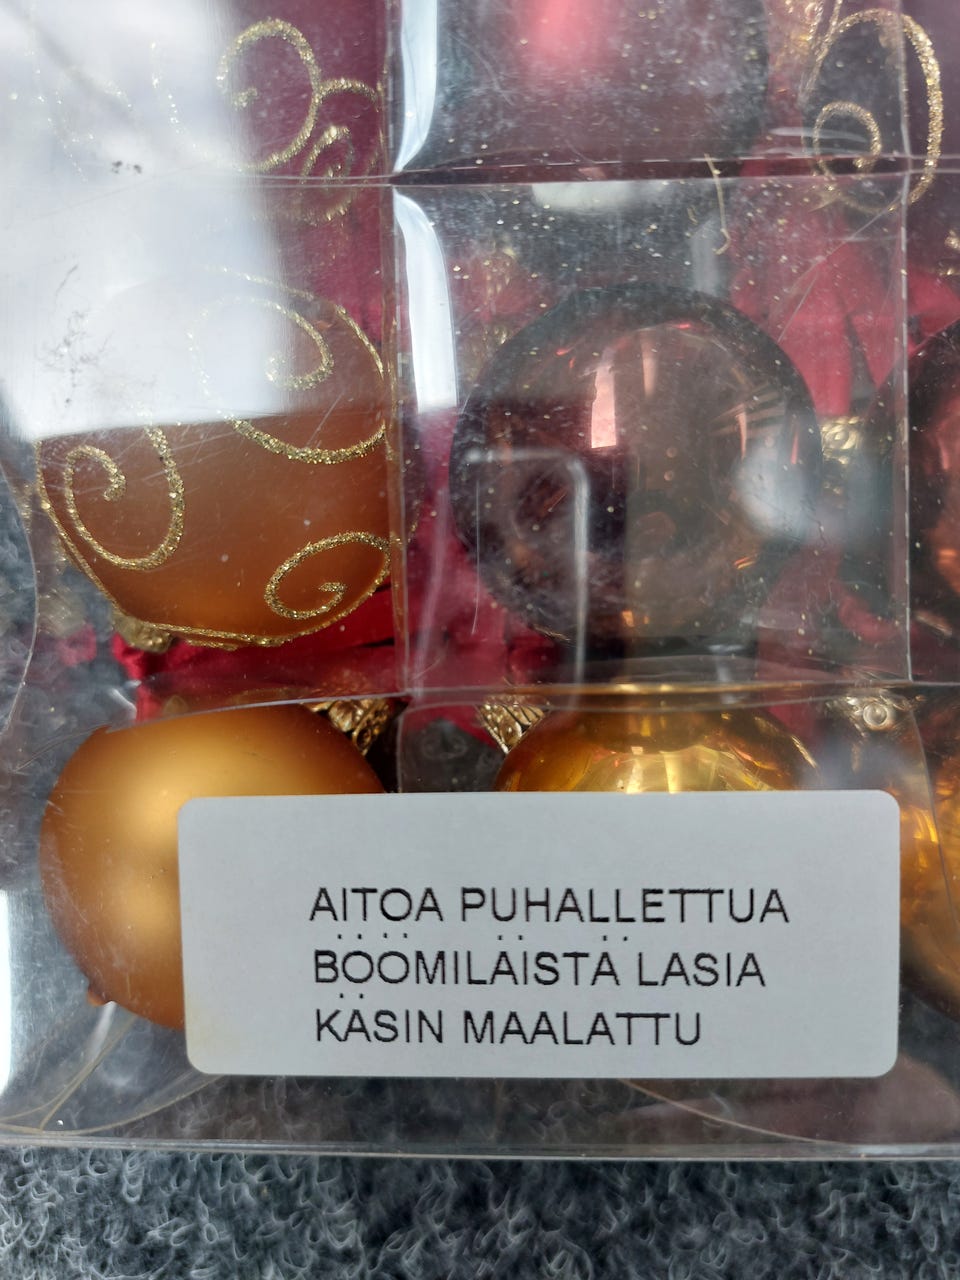 AITOA PUHALLETTUA
BÖÖMILÄISTÄ LASIA
KÄSIN MAALATTU